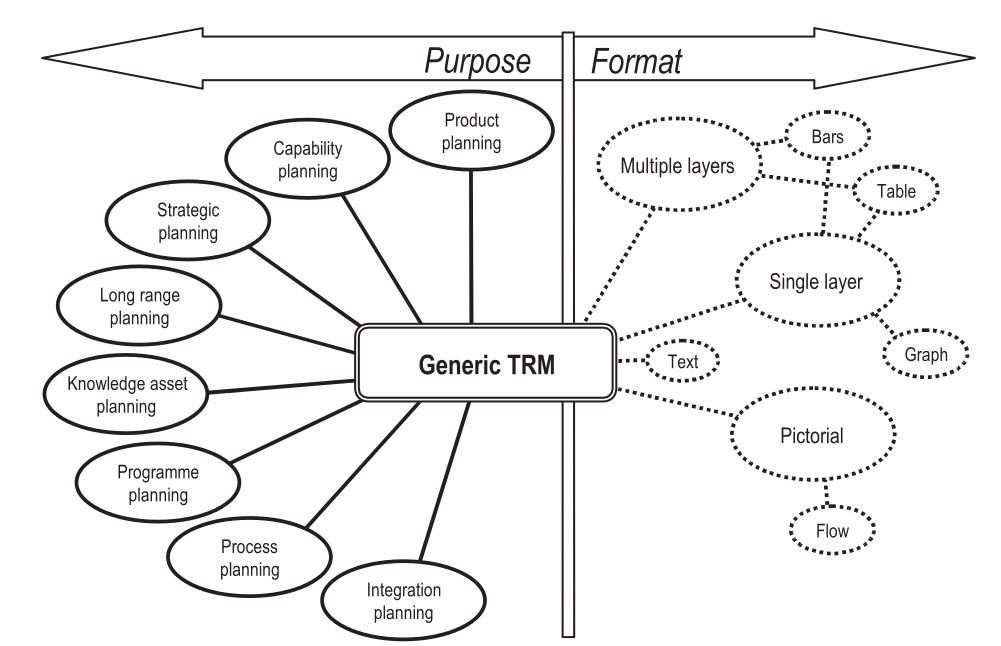 Purpose
Format
Product
planning
Capability
planning
Strategic
planning
Long range
planning
Knowledge asset
planning
Programme
planning
Process
planning
Integration
planning
Generic TRM
Multiple layers
Bars
Table
Single layer
Graph
Text
Pictorial
Flow